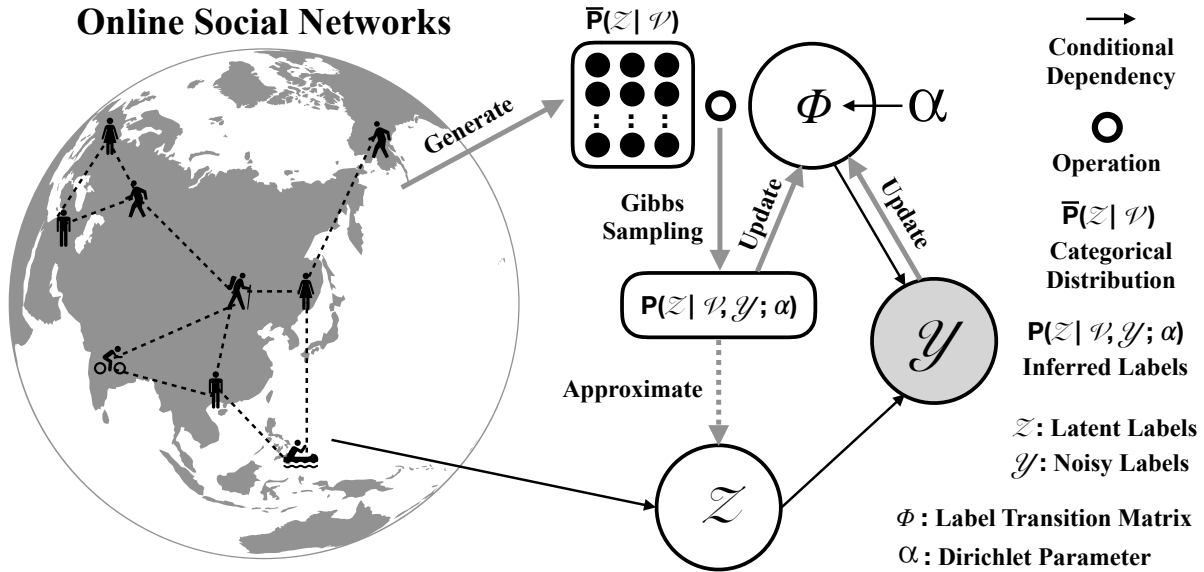 Online Social Networks
P̅(𝒵 | 𝒱)
Generate
Φ
α
Gibbs
Sampling
Update
Update
P(𝒵 | 𝒱, 𝒴; α)
𝒴
Approximate
𝒵
Conditional
Dependency
Operation
P̅(𝒵 | 𝒱)
Categorical
Distribution
P(𝒵 | 𝒱, 𝒴; α)
Inferred Labels
𝒵: Latent Labels
𝒴: Noisy Labels
Φ: Label Transition Matrix
α: Dirichlet Parameter